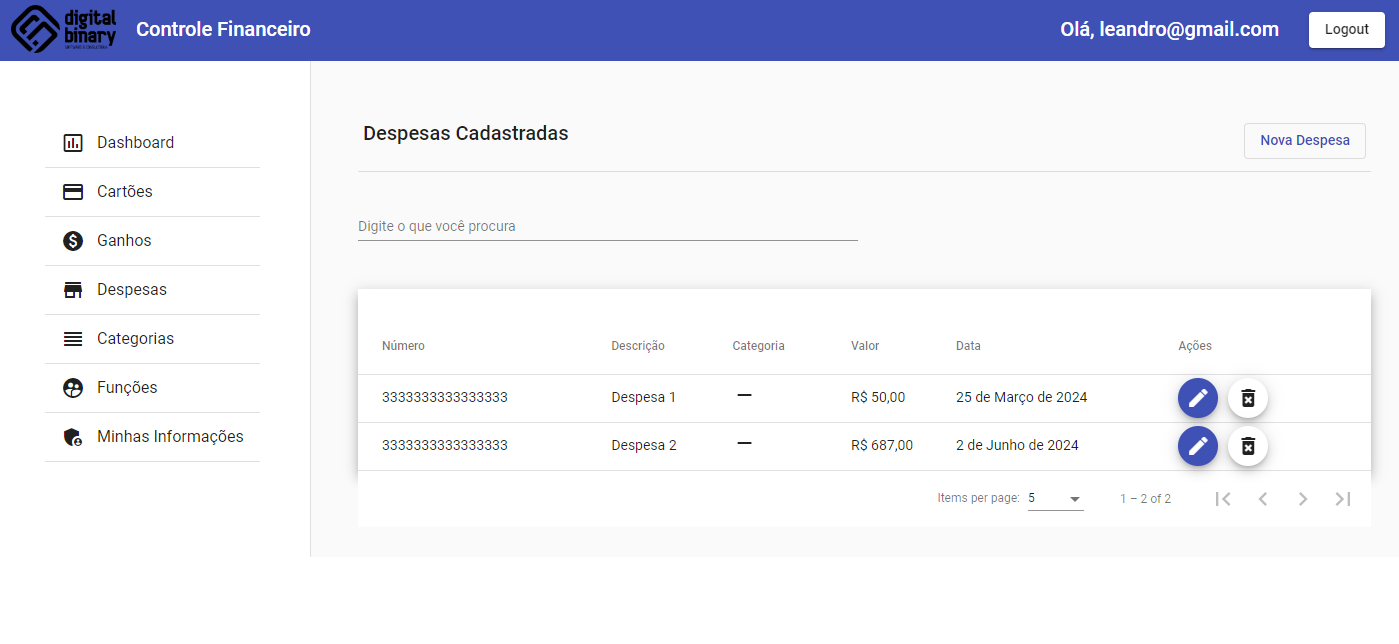 digital
binary
Controle Financeiro
Olá, leandro@gmail.com
Logout
Dashboard
Cartões
Ganhos
Despesas
Categorias
Funções
Minhas Informações
Despesas Cadastradas
Nova Despesa
Digite o que você procura
Número Descrição Categoria Valor Data Ações
3333333333333333 Despesa 1 — R$ 50,00 25 de Março de 2024
3333333333333333 Despesa 2 — R$ 687,00 2 de Junho de 2024
Items per page: 5 1 – 2 of 2